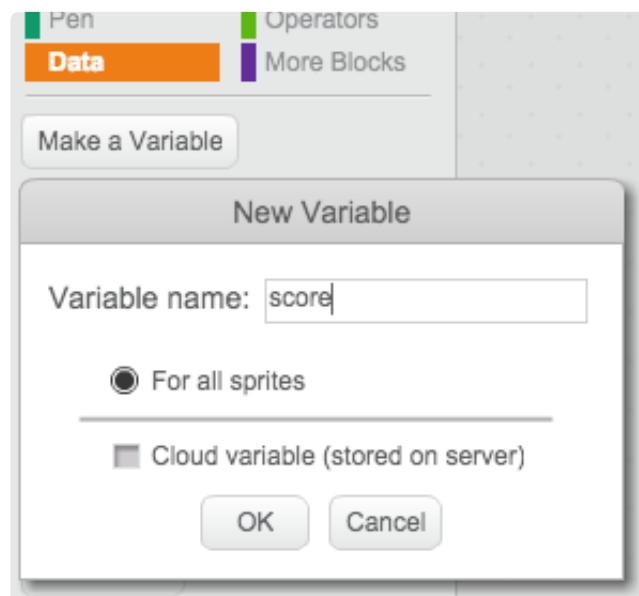 Pen Operators
Data More Blocks
Make a Variable
New Variable
Variable name: score
For all sprites
Cloud variable (stored on server)
OK Cancel